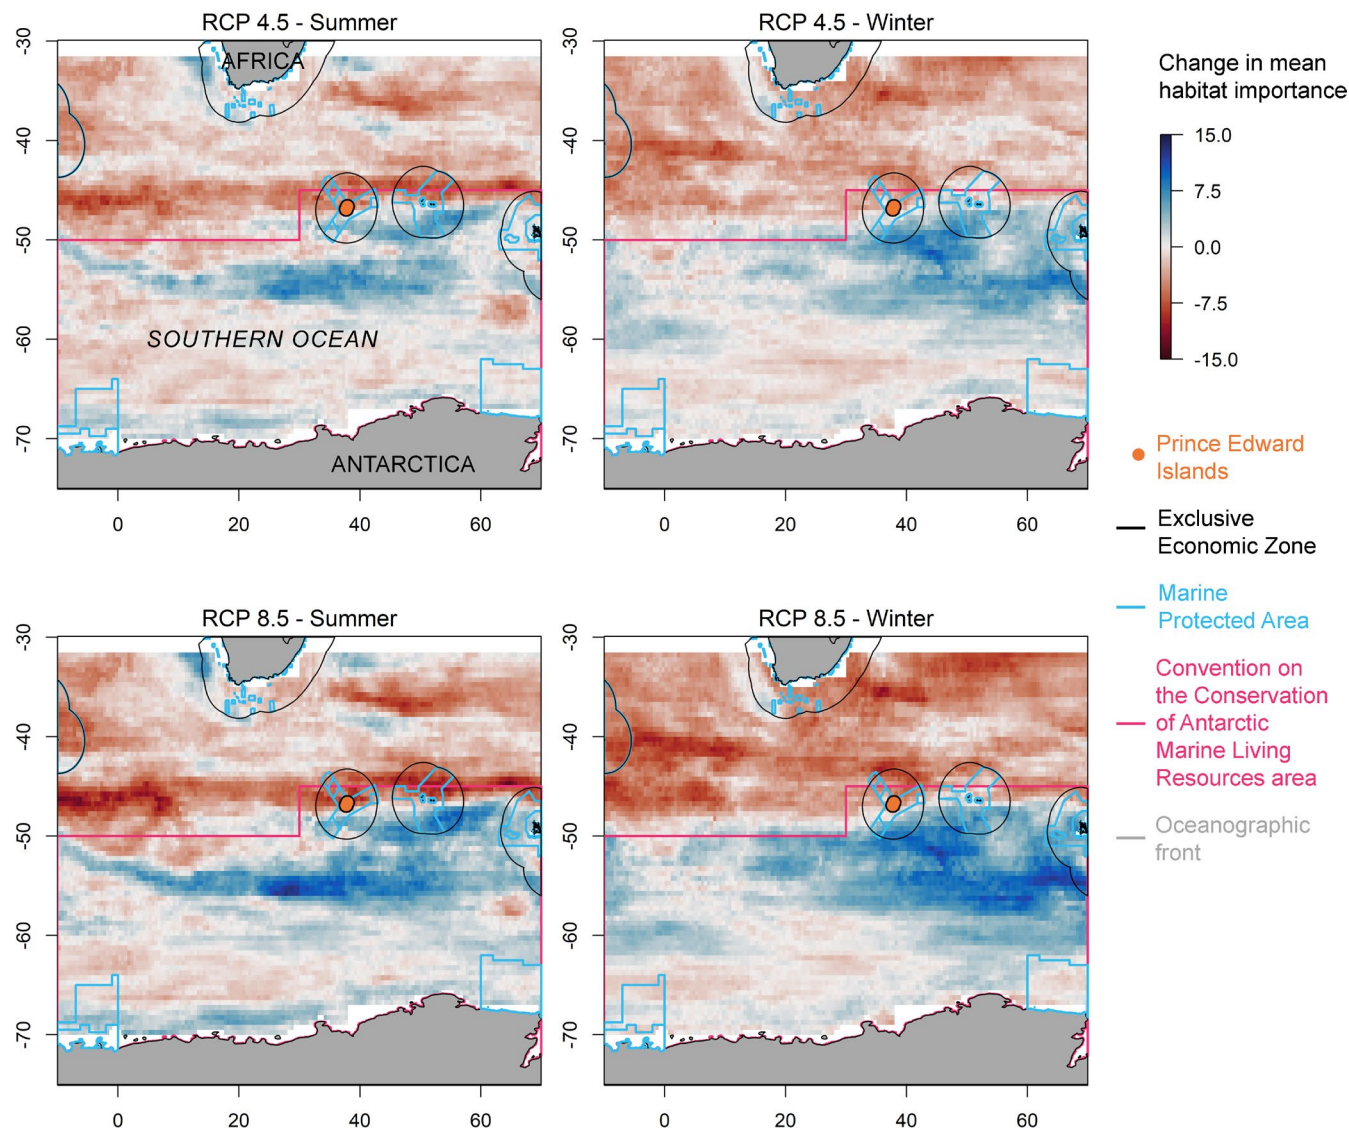 RCP 4.5 - Summer
RCP 4.5 - Winter
-30
-40
-50
-60
-70
AFRICA
SOUTHERN OCEAN
ANTARCTICA
0
20
40
60
-30
-40
-50
-60
-70
0
20
40
60
Change in mean
habitat importance
15.0
7.5
0.0
-7.5
-15.0
Prince Edward
Islands
Exclusive
Economic Zone
Marine
Protected Area
Convention on
the Conservation
of Antarctic
Marine Living
Resources area
Oceanographic
front
RCP 8.5 - Summer
RCP 8.5 - Winter
-30
-40
-50
-60
-70
0
20
40
60
-30
-40
-50
-60
-70
0
20
40
60